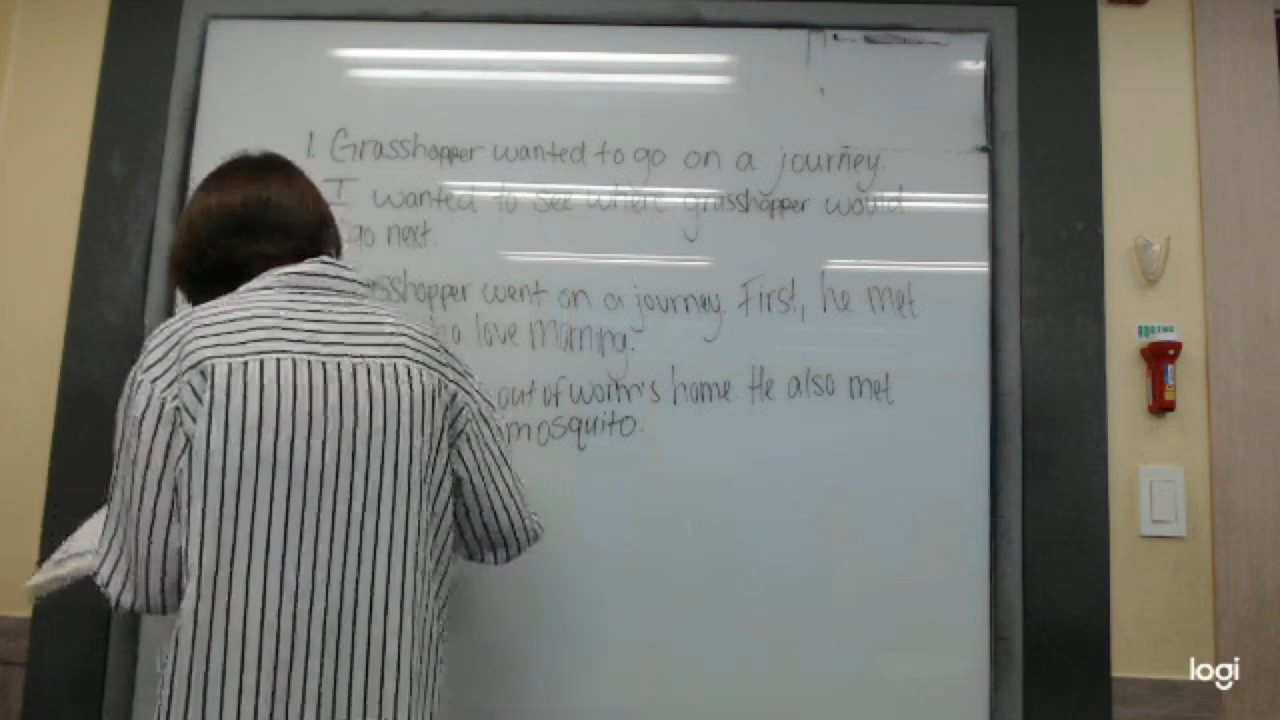 1. Grasshopper wanted to go on a journey.
I wanted to see where grasshopper would
go next.
sshopper went on a journey. First, he met
love morning.
out of worm's home. He also met
mosquito.
logi